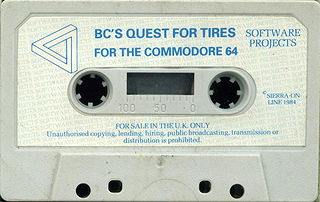 BC'S QUEST FOR TIRES
FOR THE COMMODORE 64
SOFTWARE
PROJECTS
100 50 0
© SIERRA-ON
LINE 1984
FOR SALE IN THE U.K. ONLY
Unauthorised copying, lending, hiring, public broadcasting, transmission or
distribution is prohibited.